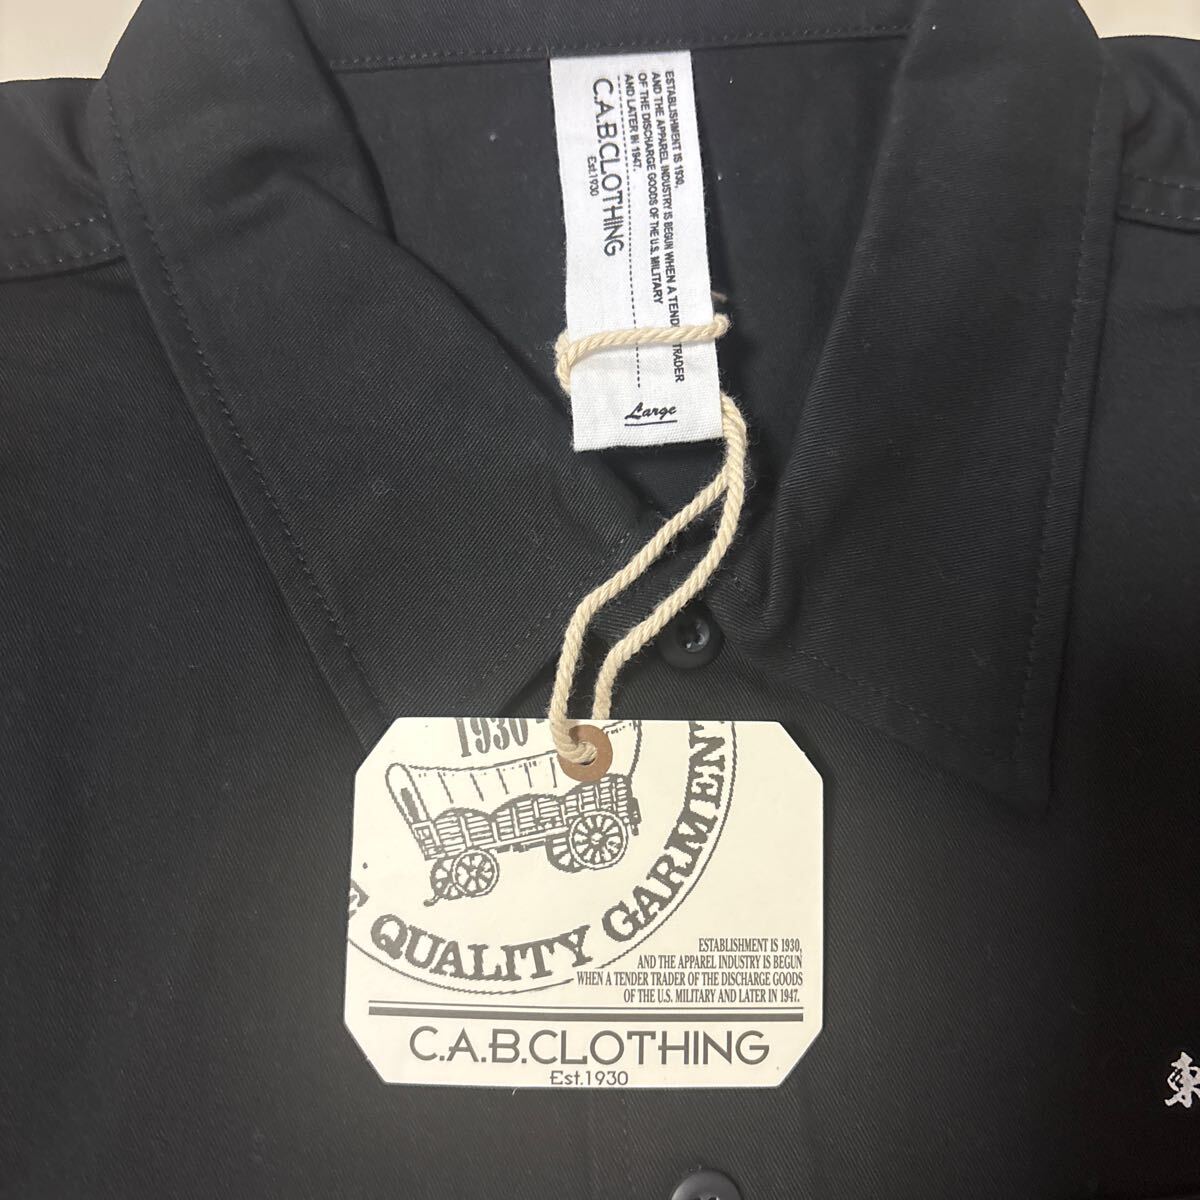 ESTABLISHMENT IS 1930,
AND THE APPAREL INDUSTRY IS BEGUN WHEN A TENDER TRADER
OF THE DISCHARGE GOODS OF THE U.S. MILITARY
AND LATER IN 1947.
C.A.B.CLOTHING
Est.1930
Large
1930
QUALITY GARMENT
ESTABLISHMENT IS 1930,
AND THE APPAREL INDUSTRY IS BEGUN
WHEN A TENDER TRADER OF THE DISCHARGE GOODS
OF THE U.S. MILITARY AND LATER IN 1947.
C.A.B.CLOTHING
Est.1930
東